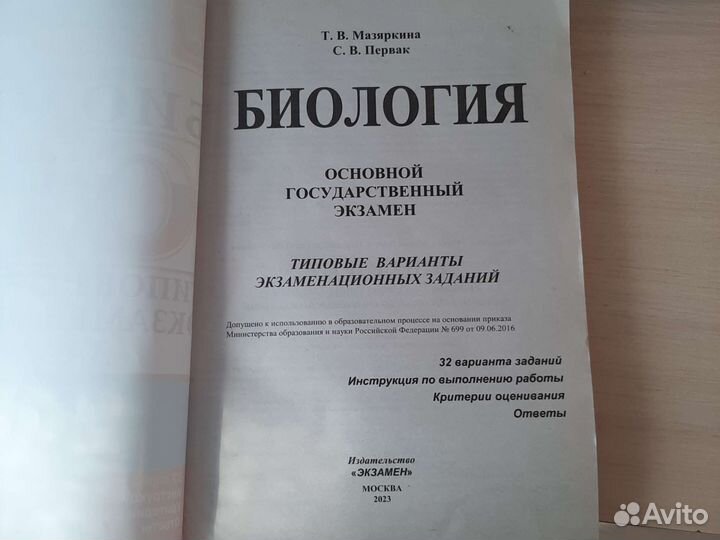 Т. В. Мазяркина
С. В. Первак
БИОЛОГИЯ
ОСНОВНОЙ
ГОСУДАРСТВЕННЫЙ
ЭКЗАМЕН
ТИПОВЫЕ ВАРИАНТЫ
ЭКЗАМЕНАЦИОННЫХ ЗАДАНИЙ
Допущено к использованию в образовательном процессе на основании приказа
Министерства образования и науки Российской Федерации № 699 от 09.06.2016
32 варианта заданий
Инструкция по выполнению работы
Критерии оценивания
Ответы
Издательство
«ЭКЗАМЕН»
МОСКВА
2023
Avito